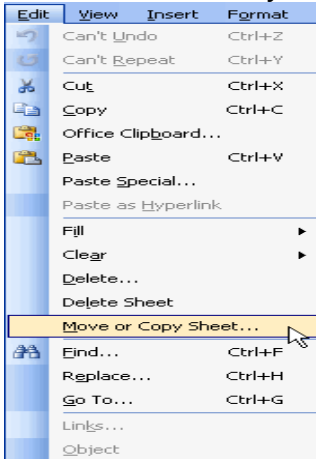 Edit View Insert Format
Can't Undo Ctrl+Z
Can't Repeat Ctrl+Y
Cut Ctrl+X
Copy Ctrl+C
Office Clipboard...
Paste Ctrl+V
Paste Special...
Paste as Hyperlink
Fill
Clear
Delete...
Delete Sheet
Move or Copy Sheet...
Find... Ctrl+F
Replace... Ctrl+H
Go To... Ctrl+G
Links...
Object